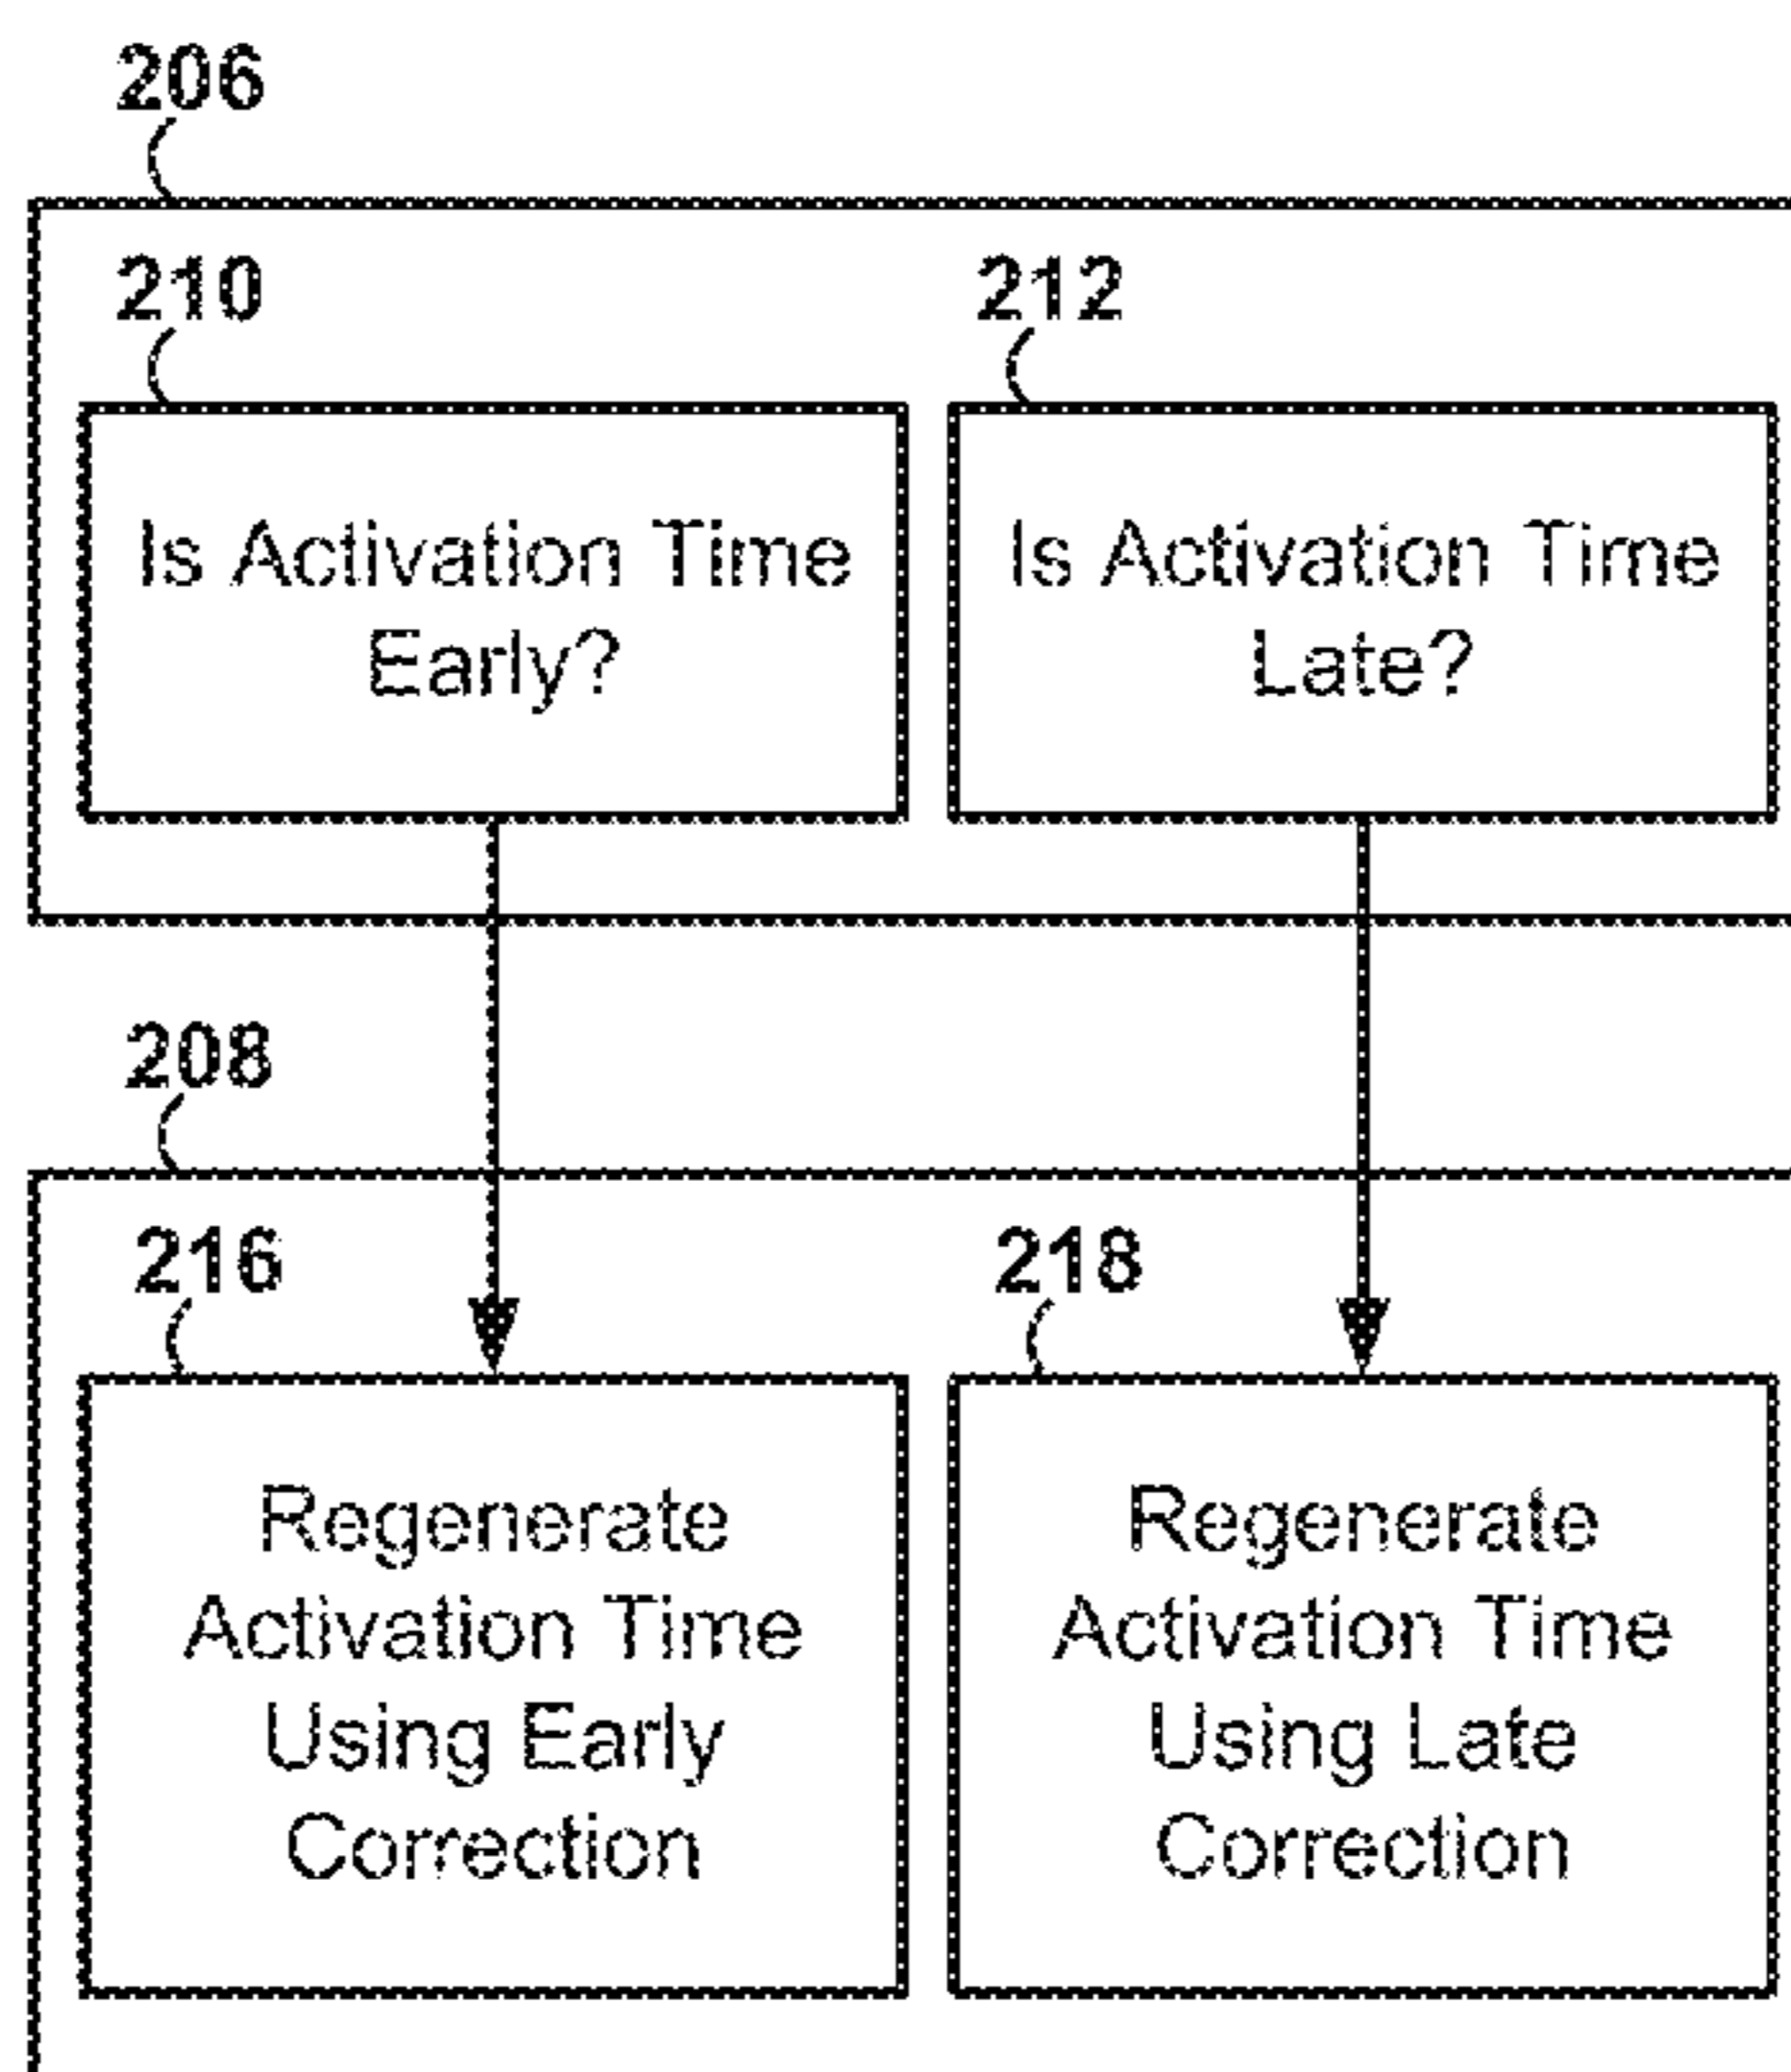 206
210
212
Is Activation Time
Early?
Is Activation Time
Late?
208
216
218
Regenerate
Activation Time
Using Early
Correction
Regenerate
Activation Time
Using Late
Correction